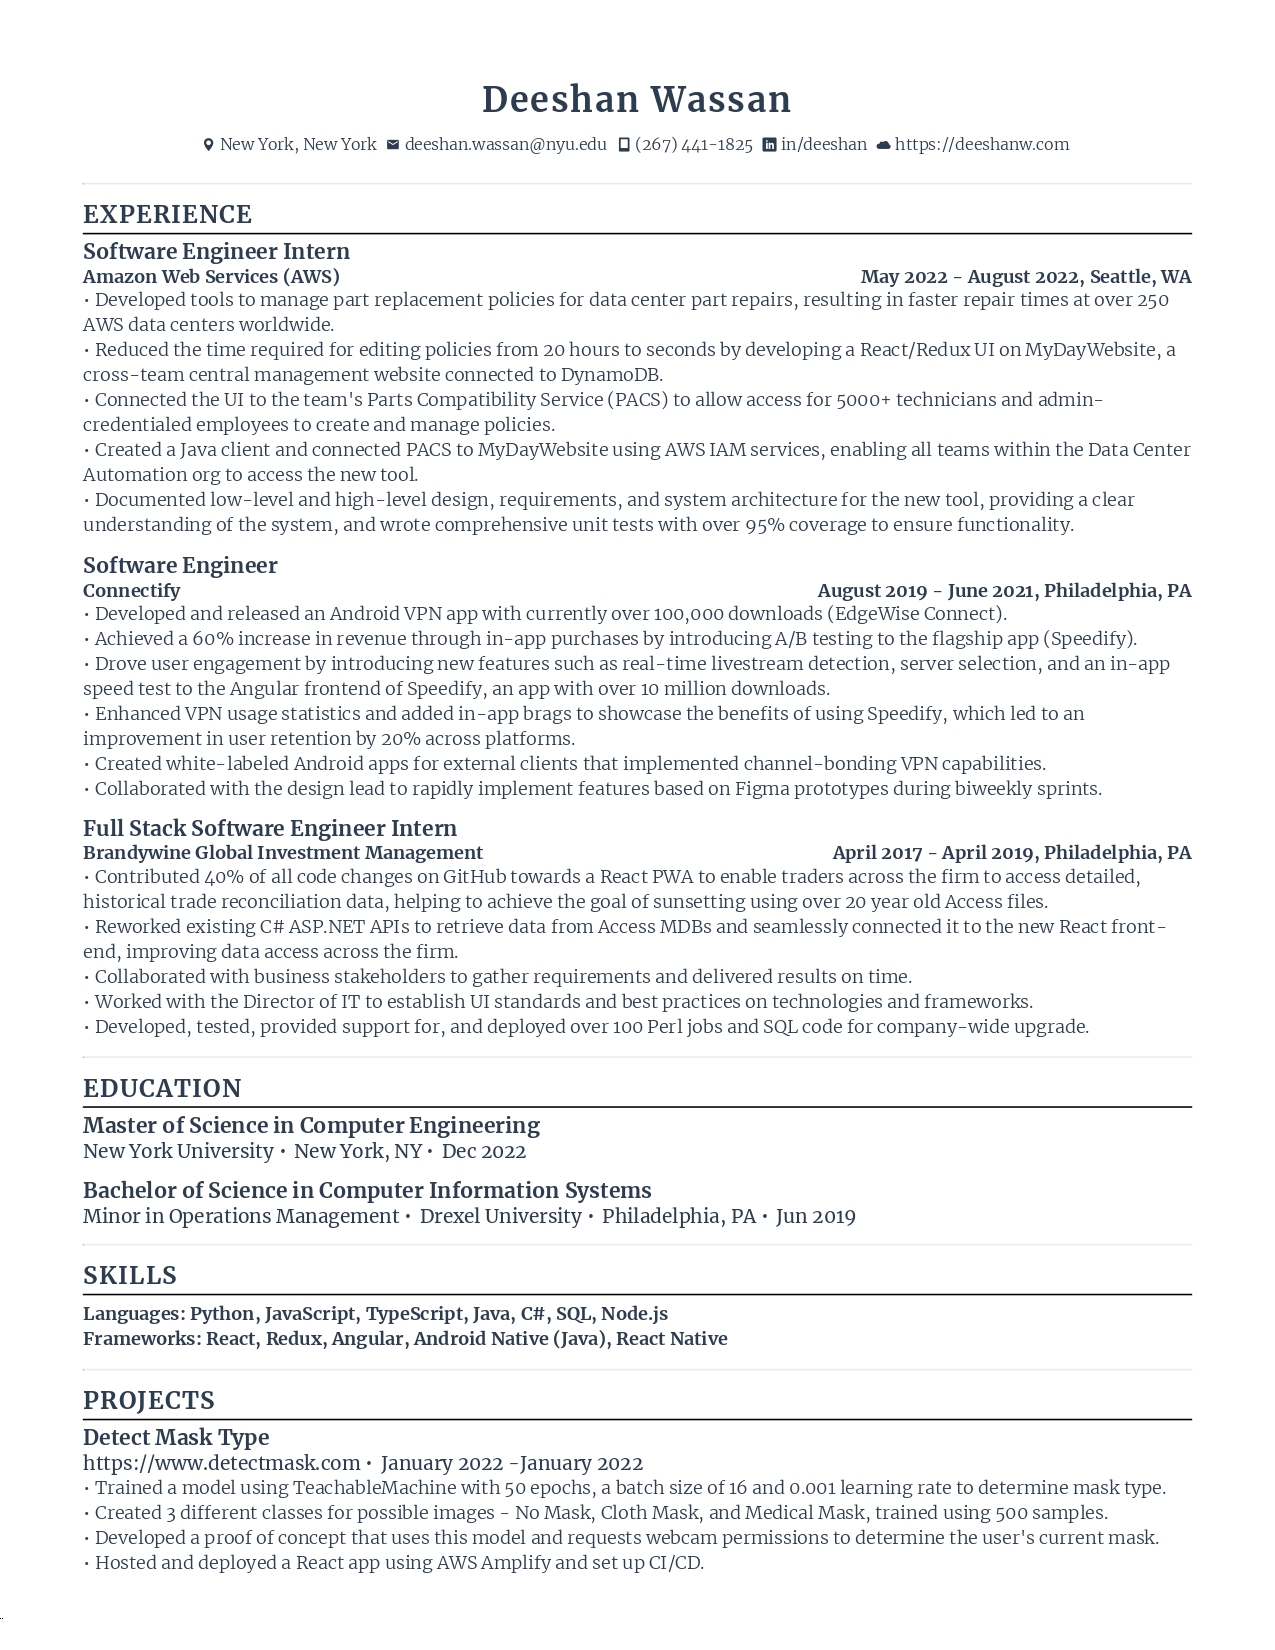 Deeshan Wassan
New York, New York deeshan.wassan@nyu.edu (267) 441-1825 in/deeshan https://deeshanw.com
EXPERIENCE
Software Engineer Intern
Amazon Web Services (AWS) May 2022 - August 2022, Seattle, WA
• Developed tools to manage part replacement policies for data center part repairs, resulting in faster repair times at over 250
AWS data centers worldwide.
• Reduced the time required for editing policies from 20 hours to seconds by developing a React/Redux UI on MyDayWebsite, a
cross-team central management website connected to DynamoDB.
• Connected the UI to the team's Parts Compatibility Service (PACS) to allow access for 5000+ technicians and admin-
credentialed employees to create and manage policies.
• Created a Java client and connected PACS to MyDayWebsite using AWS IAM services, enabling all teams within the Data Center
Automation org to access the new tool.
• Documented low-level and high-level design, requirements, and system architecture for the new tool, providing a clear
understanding of the system, and wrote comprehensive unit tests with over 95% coverage to ensure functionality.
Software Engineer
Connectify August 2019 - June 2021, Philadelphia, PA
• Developed and released an Android VPN app with currently over 100,000 downloads (EdgeWise Connect).
• Achieved a 60% increase in revenue through in-app purchases by introducing A/B testing to the flagship app (Speedify).
• Drove user engagement by introducing new features such as real-time livestream detection, server selection, and an in-app
speed test to the Angular frontend of Speedify, an app with over 10 million downloads.
• Enhanced VPN usage statistics and added in-app brags to showcase the benefits of using Speedify, which led to an
improvement in user retention by 20% across platforms.
• Created white-labeled Android apps for external clients that implemented channel-bonding VPN capabilities.
• Collaborated with the design lead to rapidly implement features based on Figma prototypes during biweekly sprints.
Full Stack Software Engineer Intern
Brandywine Global Investment Management April 2017 - April 2019, Philadelphia, PA
• Contributed 40% of all code changes on GitHub towards a React PWA to enable traders across the firm to access detailed,
historical trade reconciliation data, helping to achieve the goal of sunsetting using over 20 year old Access files.
• Reworked existing C# ASP.NET APIs to retrieve data from Access MDBs and seamlessly connected it to the new React front-
end, improving data access across the firm.
• Collaborated with business stakeholders to gather requirements and delivered results on time.
• Worked with the Director of IT to establish UI standards and best practices on technologies and frameworks.
• Developed, tested, provided support for, and deployed over 100 Perl jobs and SQL code for company-wide upgrade.
EDUCATION
Master of Science in Computer Engineering
New York University • New York, NY • Dec 2022
Bachelor of Science in Computer Information Systems
Minor in Operations Management • Drexel University • Philadelphia, PA • Jun 2019
SKILLS
Languages: Python, JavaScript, TypeScript, Java, C#, SQL, Node.js
Frameworks: React, Redux, Angular, Android Native (Java), React Native
PROJECTS
Detect Mask Type
https://www.detectmask.com • January 2022 -January 2022
• Trained a model using TeachableMachine with 50 epochs, a batch size of 16 and 0.001 learning rate to determine mask type.
• Created 3 different classes for possible images - No Mask, Cloth Mask, and Medical Mask, trained using 500 samples.
• Developed a proof of concept that uses this model and requests webcam permissions to determine the user's current mask.
• Hosted and deployed a React app using AWS Amplify and set up CI/CD.